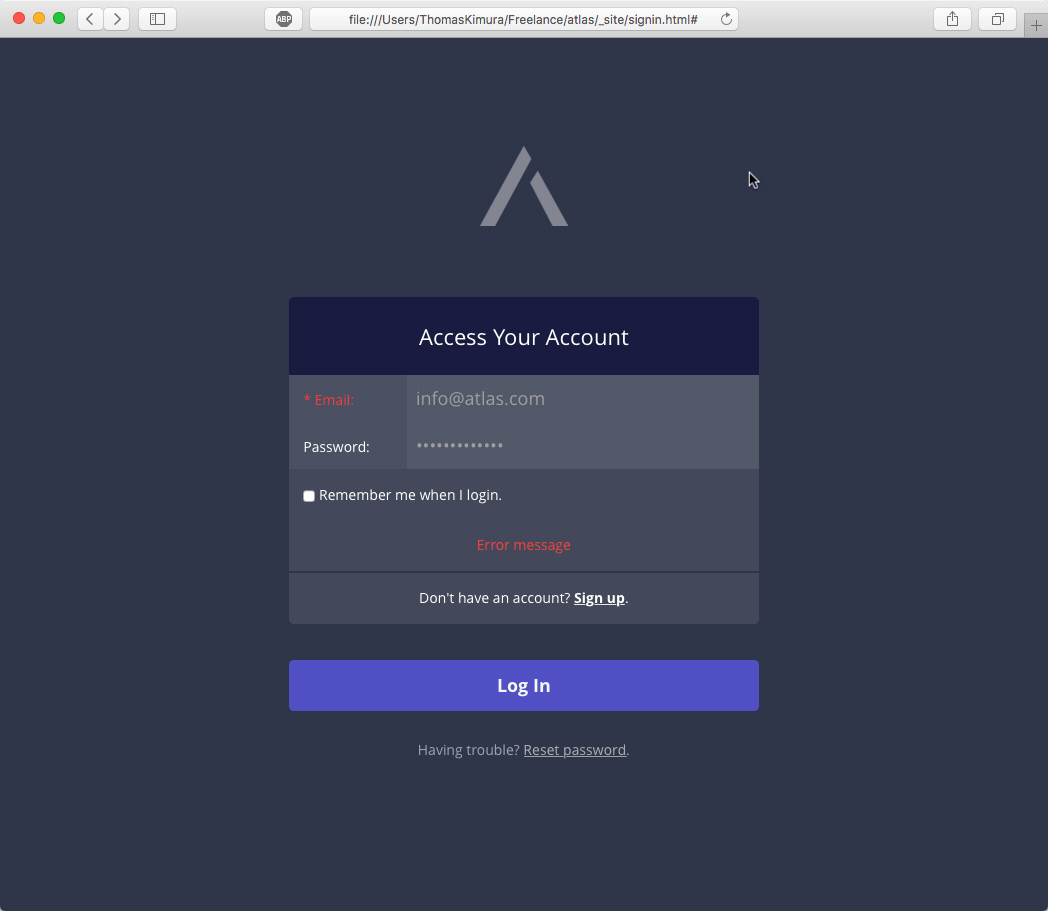 ABP
file:///Users/ThomasKimura/Freelance/atlas/_site/signin.html#
Access Your Account
* Email:
info@atlas.com
Password:
•••••••••••••
Remember me when I login.
Error message
Don't have an account? Sign up.
Log In
Having trouble? Reset password.